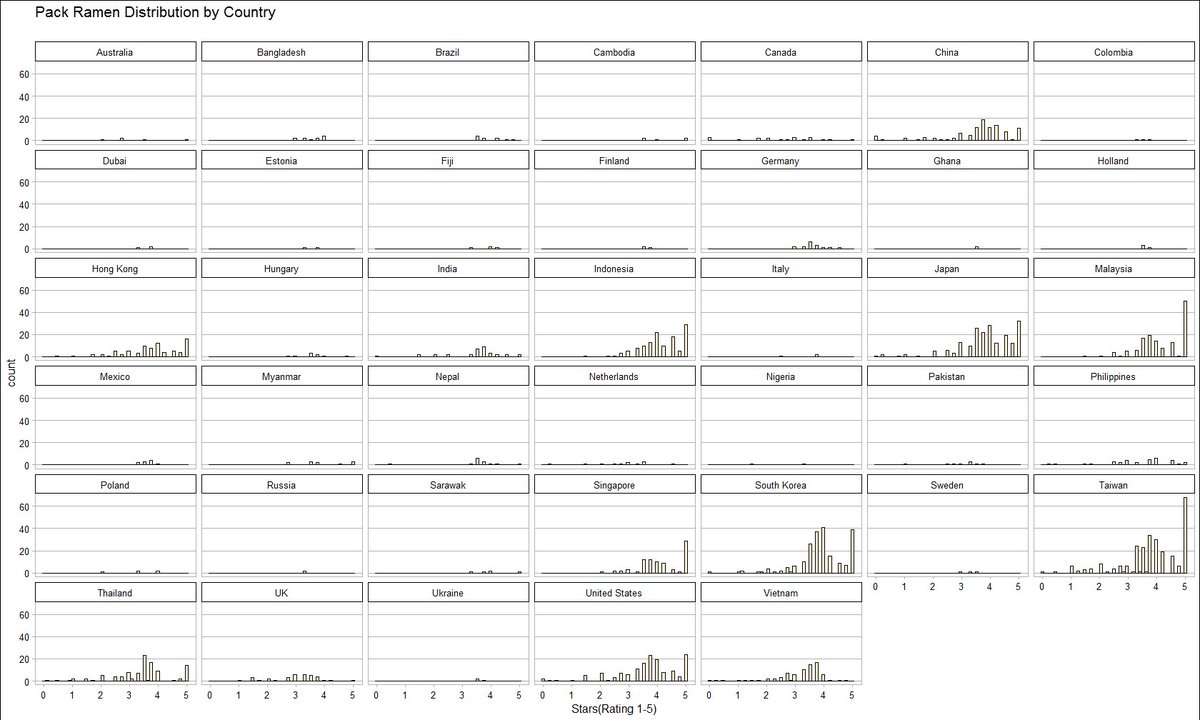 Pack Ramen Distribution by Country
Australia Bangladesh Brazil Cambodia Canada China Colombia
60
40
20
0
Dubai Estonia Fiji Finland Germany Ghana Holland
60
40
20
0
Hong Kong Hungary India Indonesia Italy Japan Malaysia
60
40
20
0
count
Mexico Myanmar Nepal Netherlands Nigeria Pakistan Philippines
60
40
20
0
Poland Russia Sarawak Singapore South Korea Sweden Taiwan
60
40
20
0
0 1 2 3 4 5 0 1 2 3 4 5
Thailand UK Ukraine United States Vietnam
60
40
20
0
0 1 2 3 4 5 0 1 2 3 4 5 0 1 2 3 4 5 0 1 2 3 4 5 0 1 2 3 4 5
Stars(Rating 1-5)